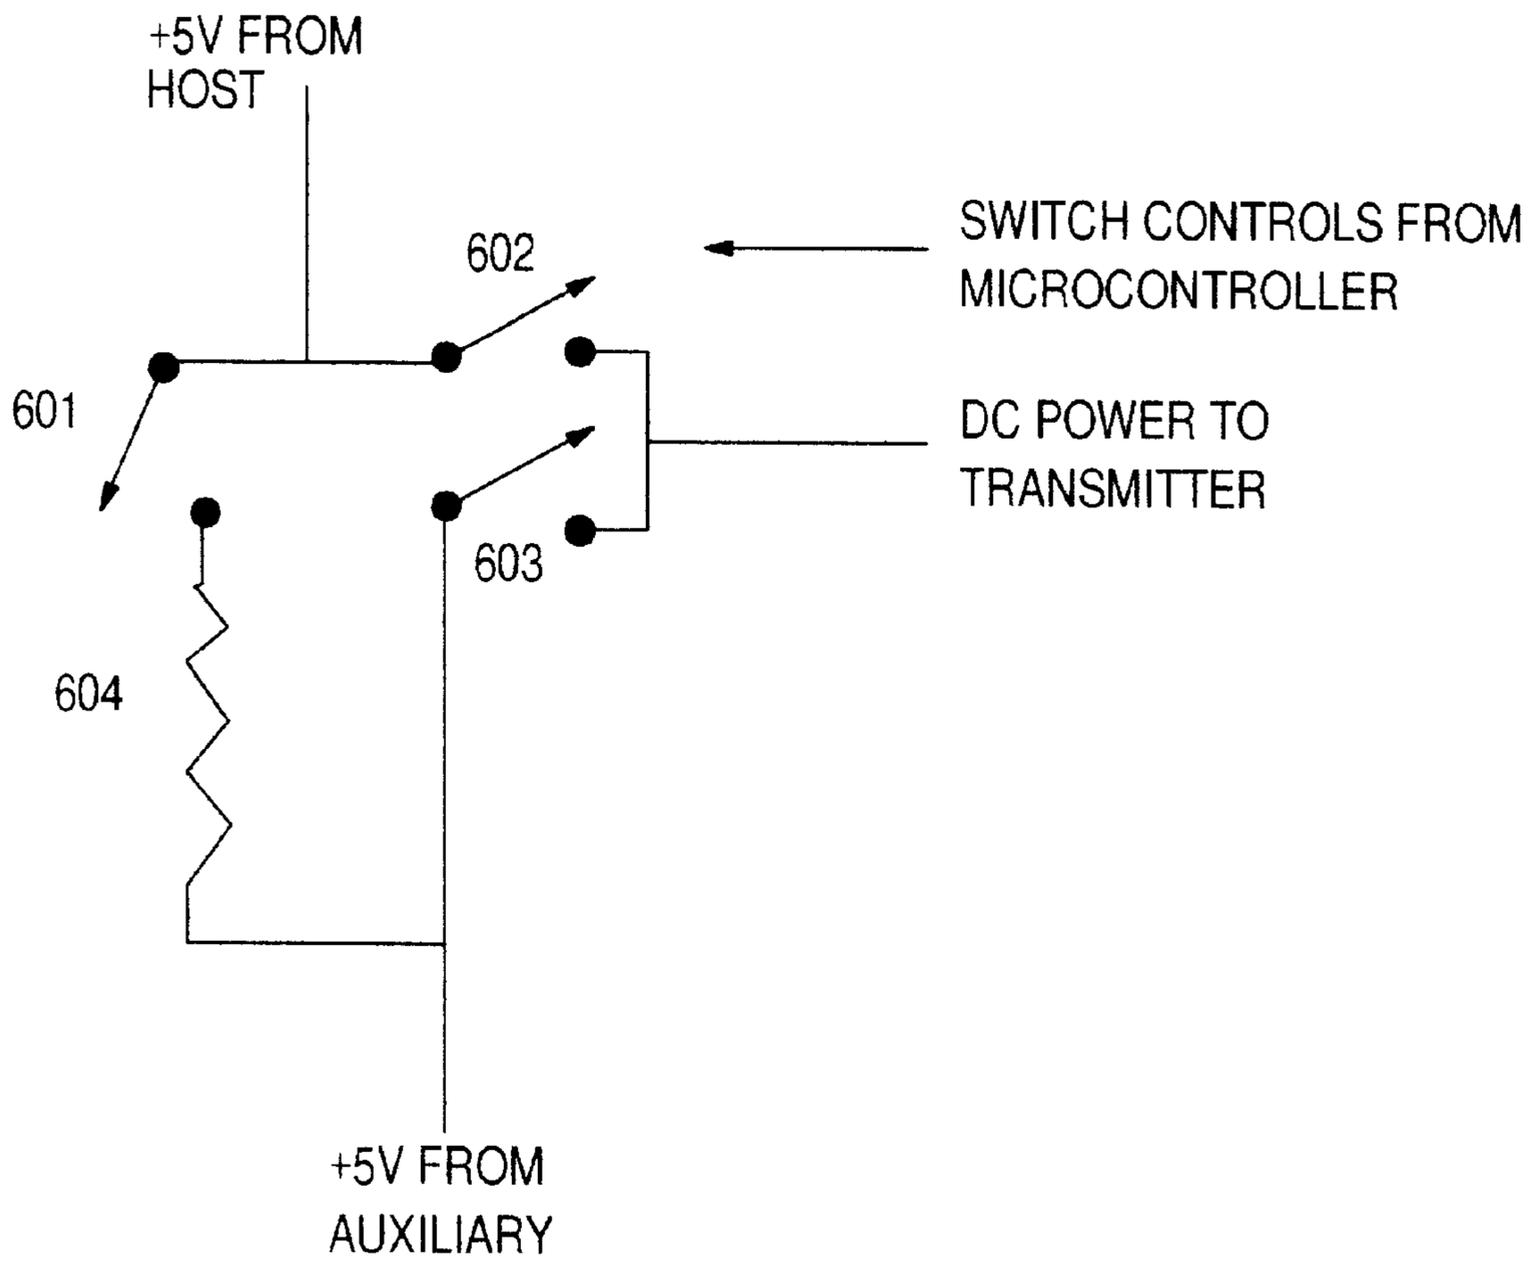 +5V FROM
HOST
602
SWITCH CONTROLS FROM
MICROCONTROLLER
601
DC POWER TO
TRANSMITTER
603
604
+5V FROM
AUXILIARY